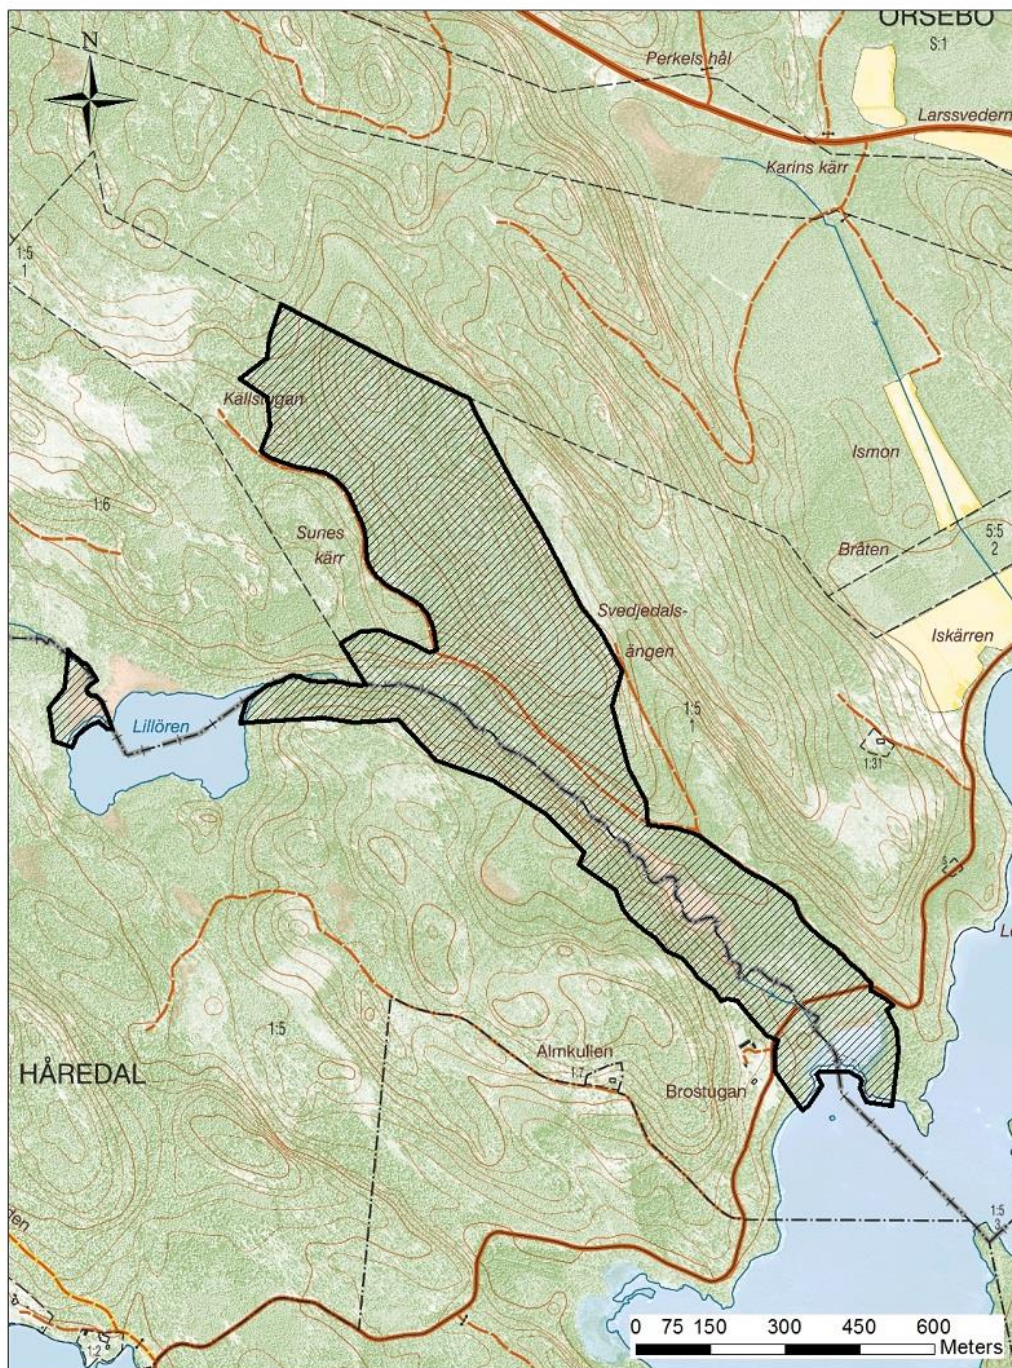 ÖRSEBO
S:1
N
Perkels hål
Larssvedern
Karins kärr
1:5
1
Källstugan
Ismon
1:6
Sunes
kärr
Bråten
5:5
2
Svedjedals-
ängen
Iskärren
Lillören
1:5
1
1:31
1:5
Almkullen
1:7
HÅREDAL
Brostugan
1:5
3
1:2
0 75 150 300 450 600
Meters